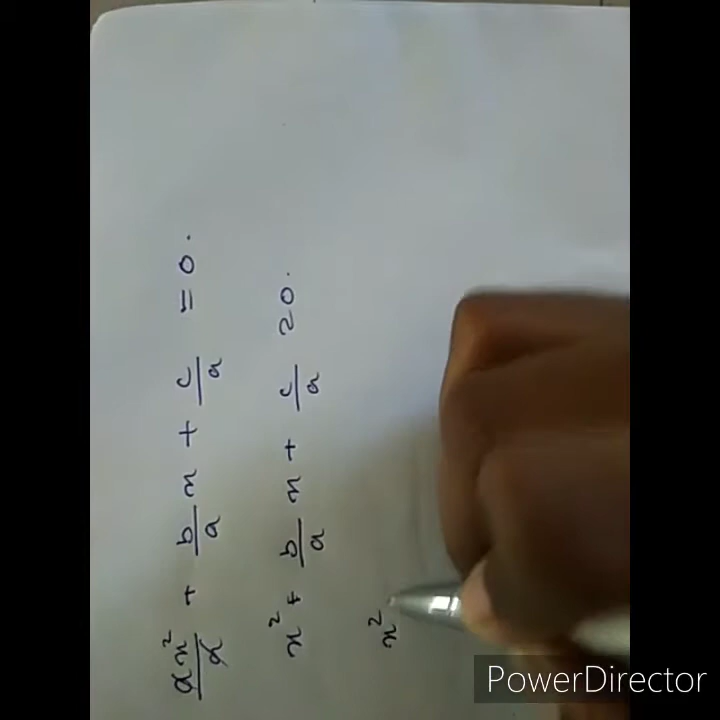 ax²/a + b/a x + c/a = 0.
x² + b/a x + c/a = 0.
x²
PowerDirector